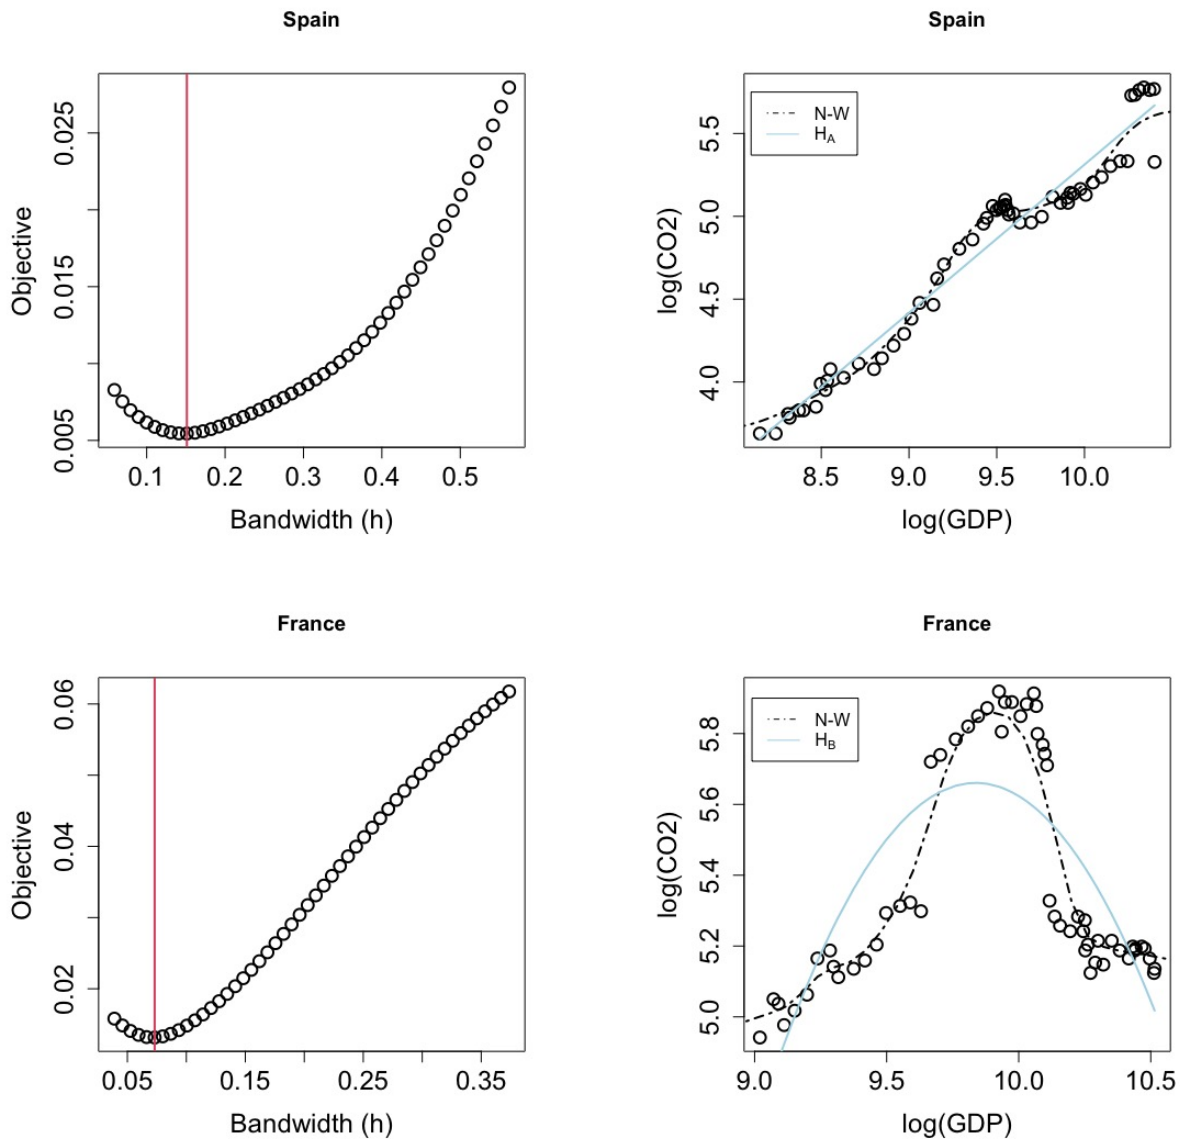 Spain
Objective
0.025
0.015
0.005
0.1 0.2 0.3 0.4 0.5
Bandwidth (h)
Spain
N-W
H_A
log(CO2)
5.5
5.0
4.5
4.0
8.5 9.0 9.5 10.0
log(GDP)
France
Objective
0.06
0.04
0.02
0.05 0.15 0.25 0.35
Bandwidth (h)
France
N-W
H_B
log(CO2)
5.8
5.6
5.4
5.2
5.0
9.0 9.5 10.0 10.5
log(GDP)